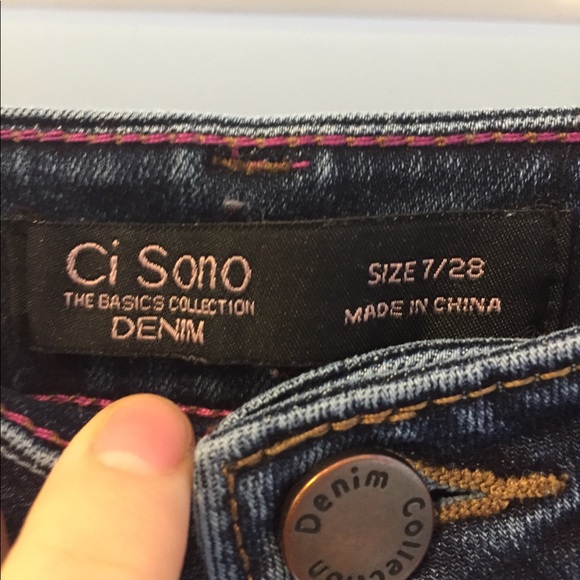 Ci Sono
THE BASICS COLLECTION
DENIM
SIZE 7/28
MADE IN CHINA
Denim Collection